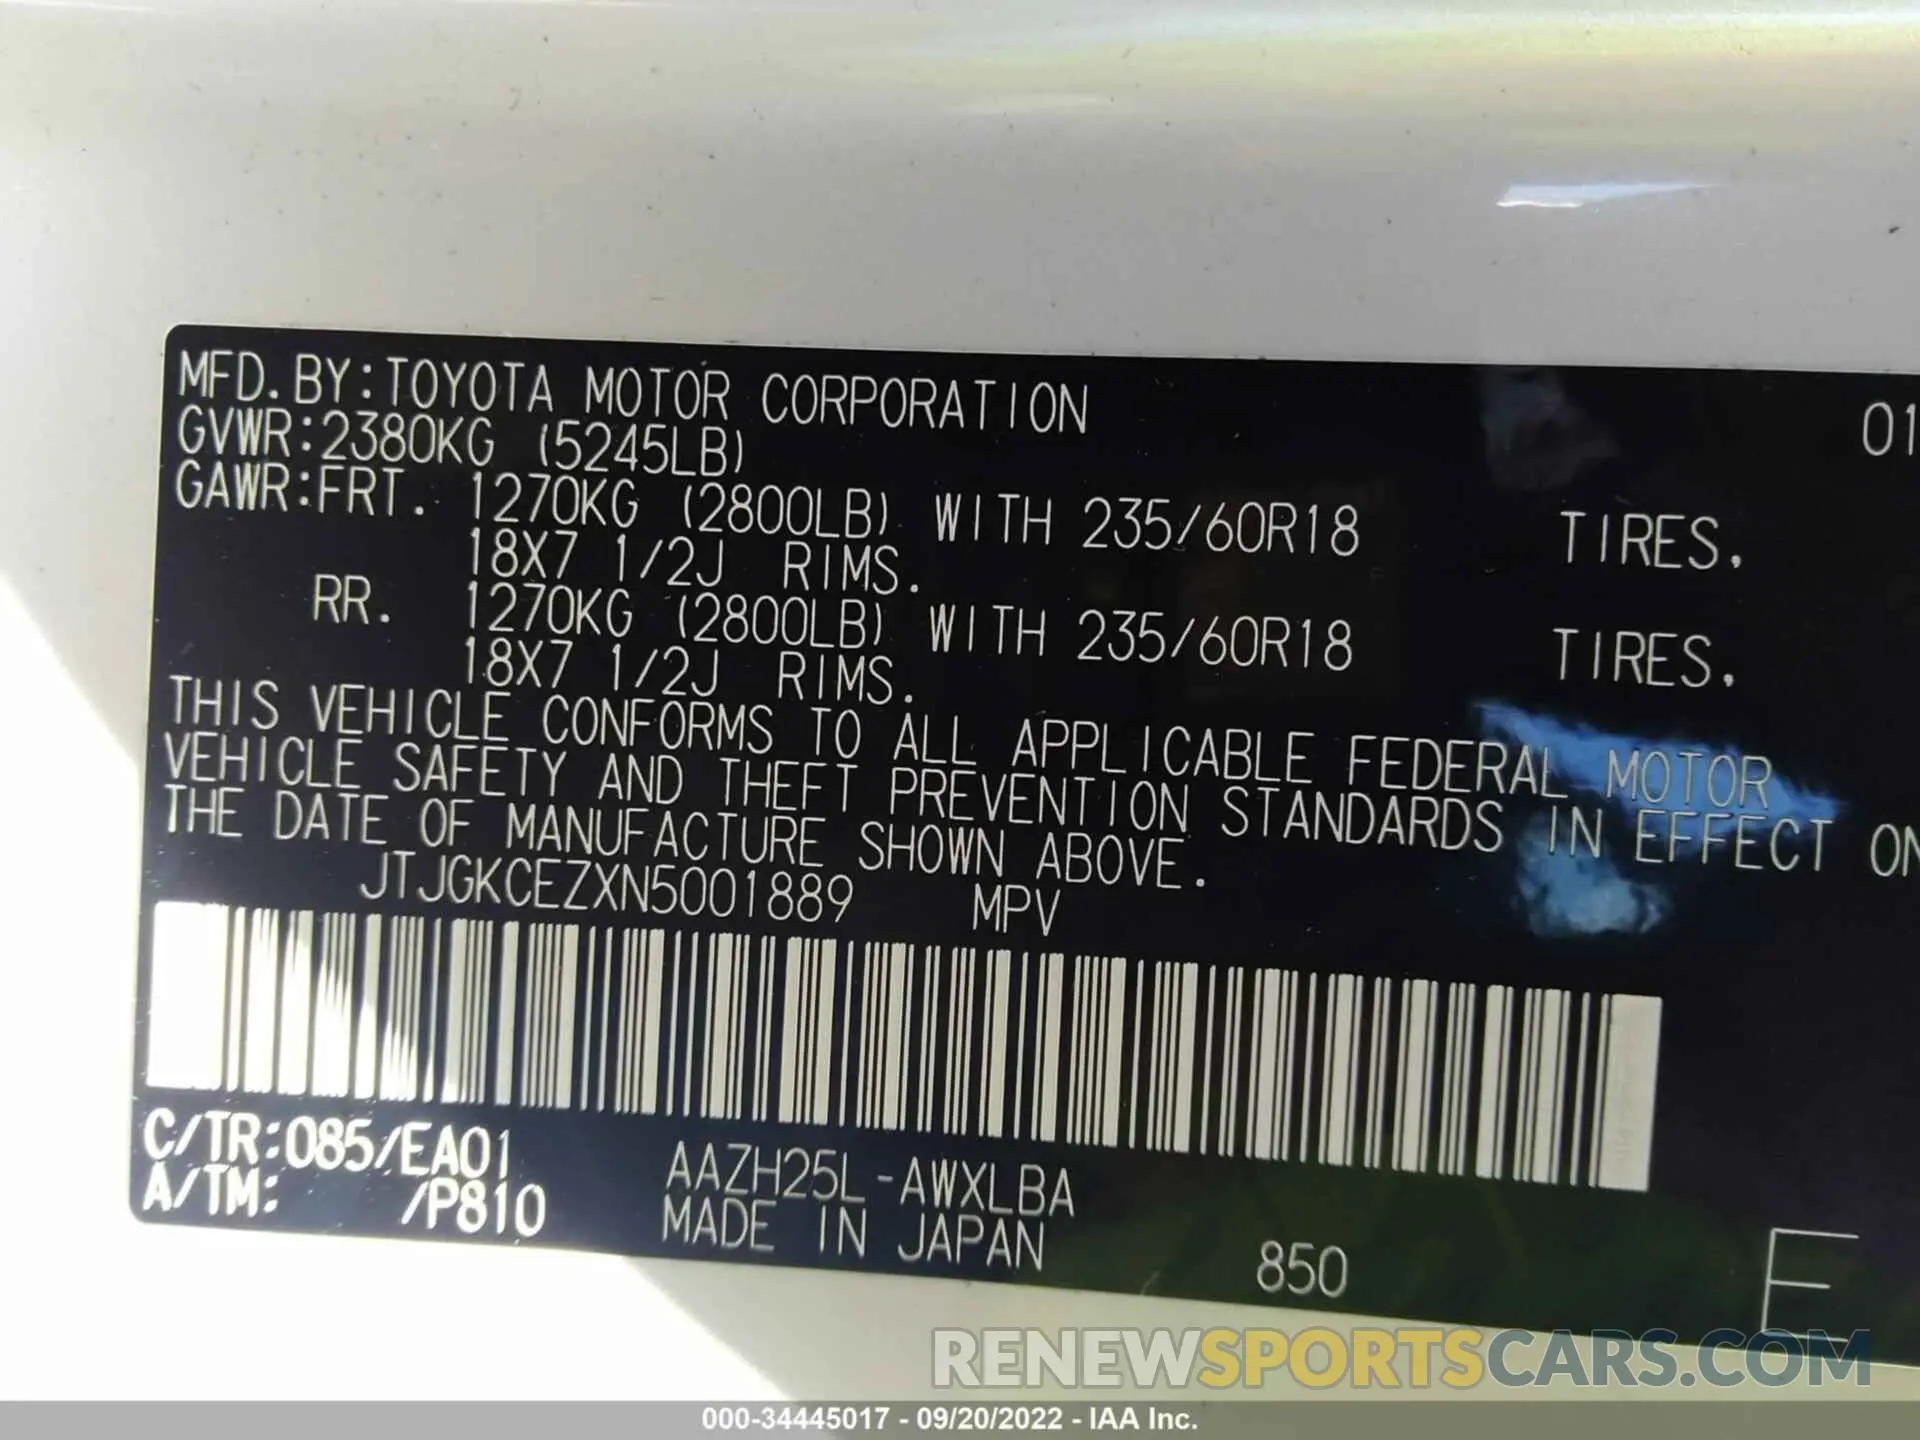 MFD. BY: TOYOTA MOTOR CORPORATION 01
GVWR: 2380KG (5245LB)
GAWR: FRT. 1270KG (2800LB) WITH 235/60R18 TIRES,
18X7 1/2J RIMS.
RR. 1270KG (2800LB) WITH 235/60R18 TIRES,
18X7 1/2J RIMS.
THIS VEHICLE CONFORMS TO ALL APPLICABLE FEDERAL MOTOR
VEHICLE SAFETY AND THEFT PREVENTION STANDARDS IN EFFECT ON
THE DATE OF MANUFACTURE SHOWN ABOVE.
JTJGKCEZXN5001889 MPV
C/TR: 085/EA01 AAZH25L-AWXLBA
A/TM: /P810 MADE IN JAPAN 850 E
RENEWSPORTSCARS.COM
000-34445017 - 09/20/2022 - IAA Inc.